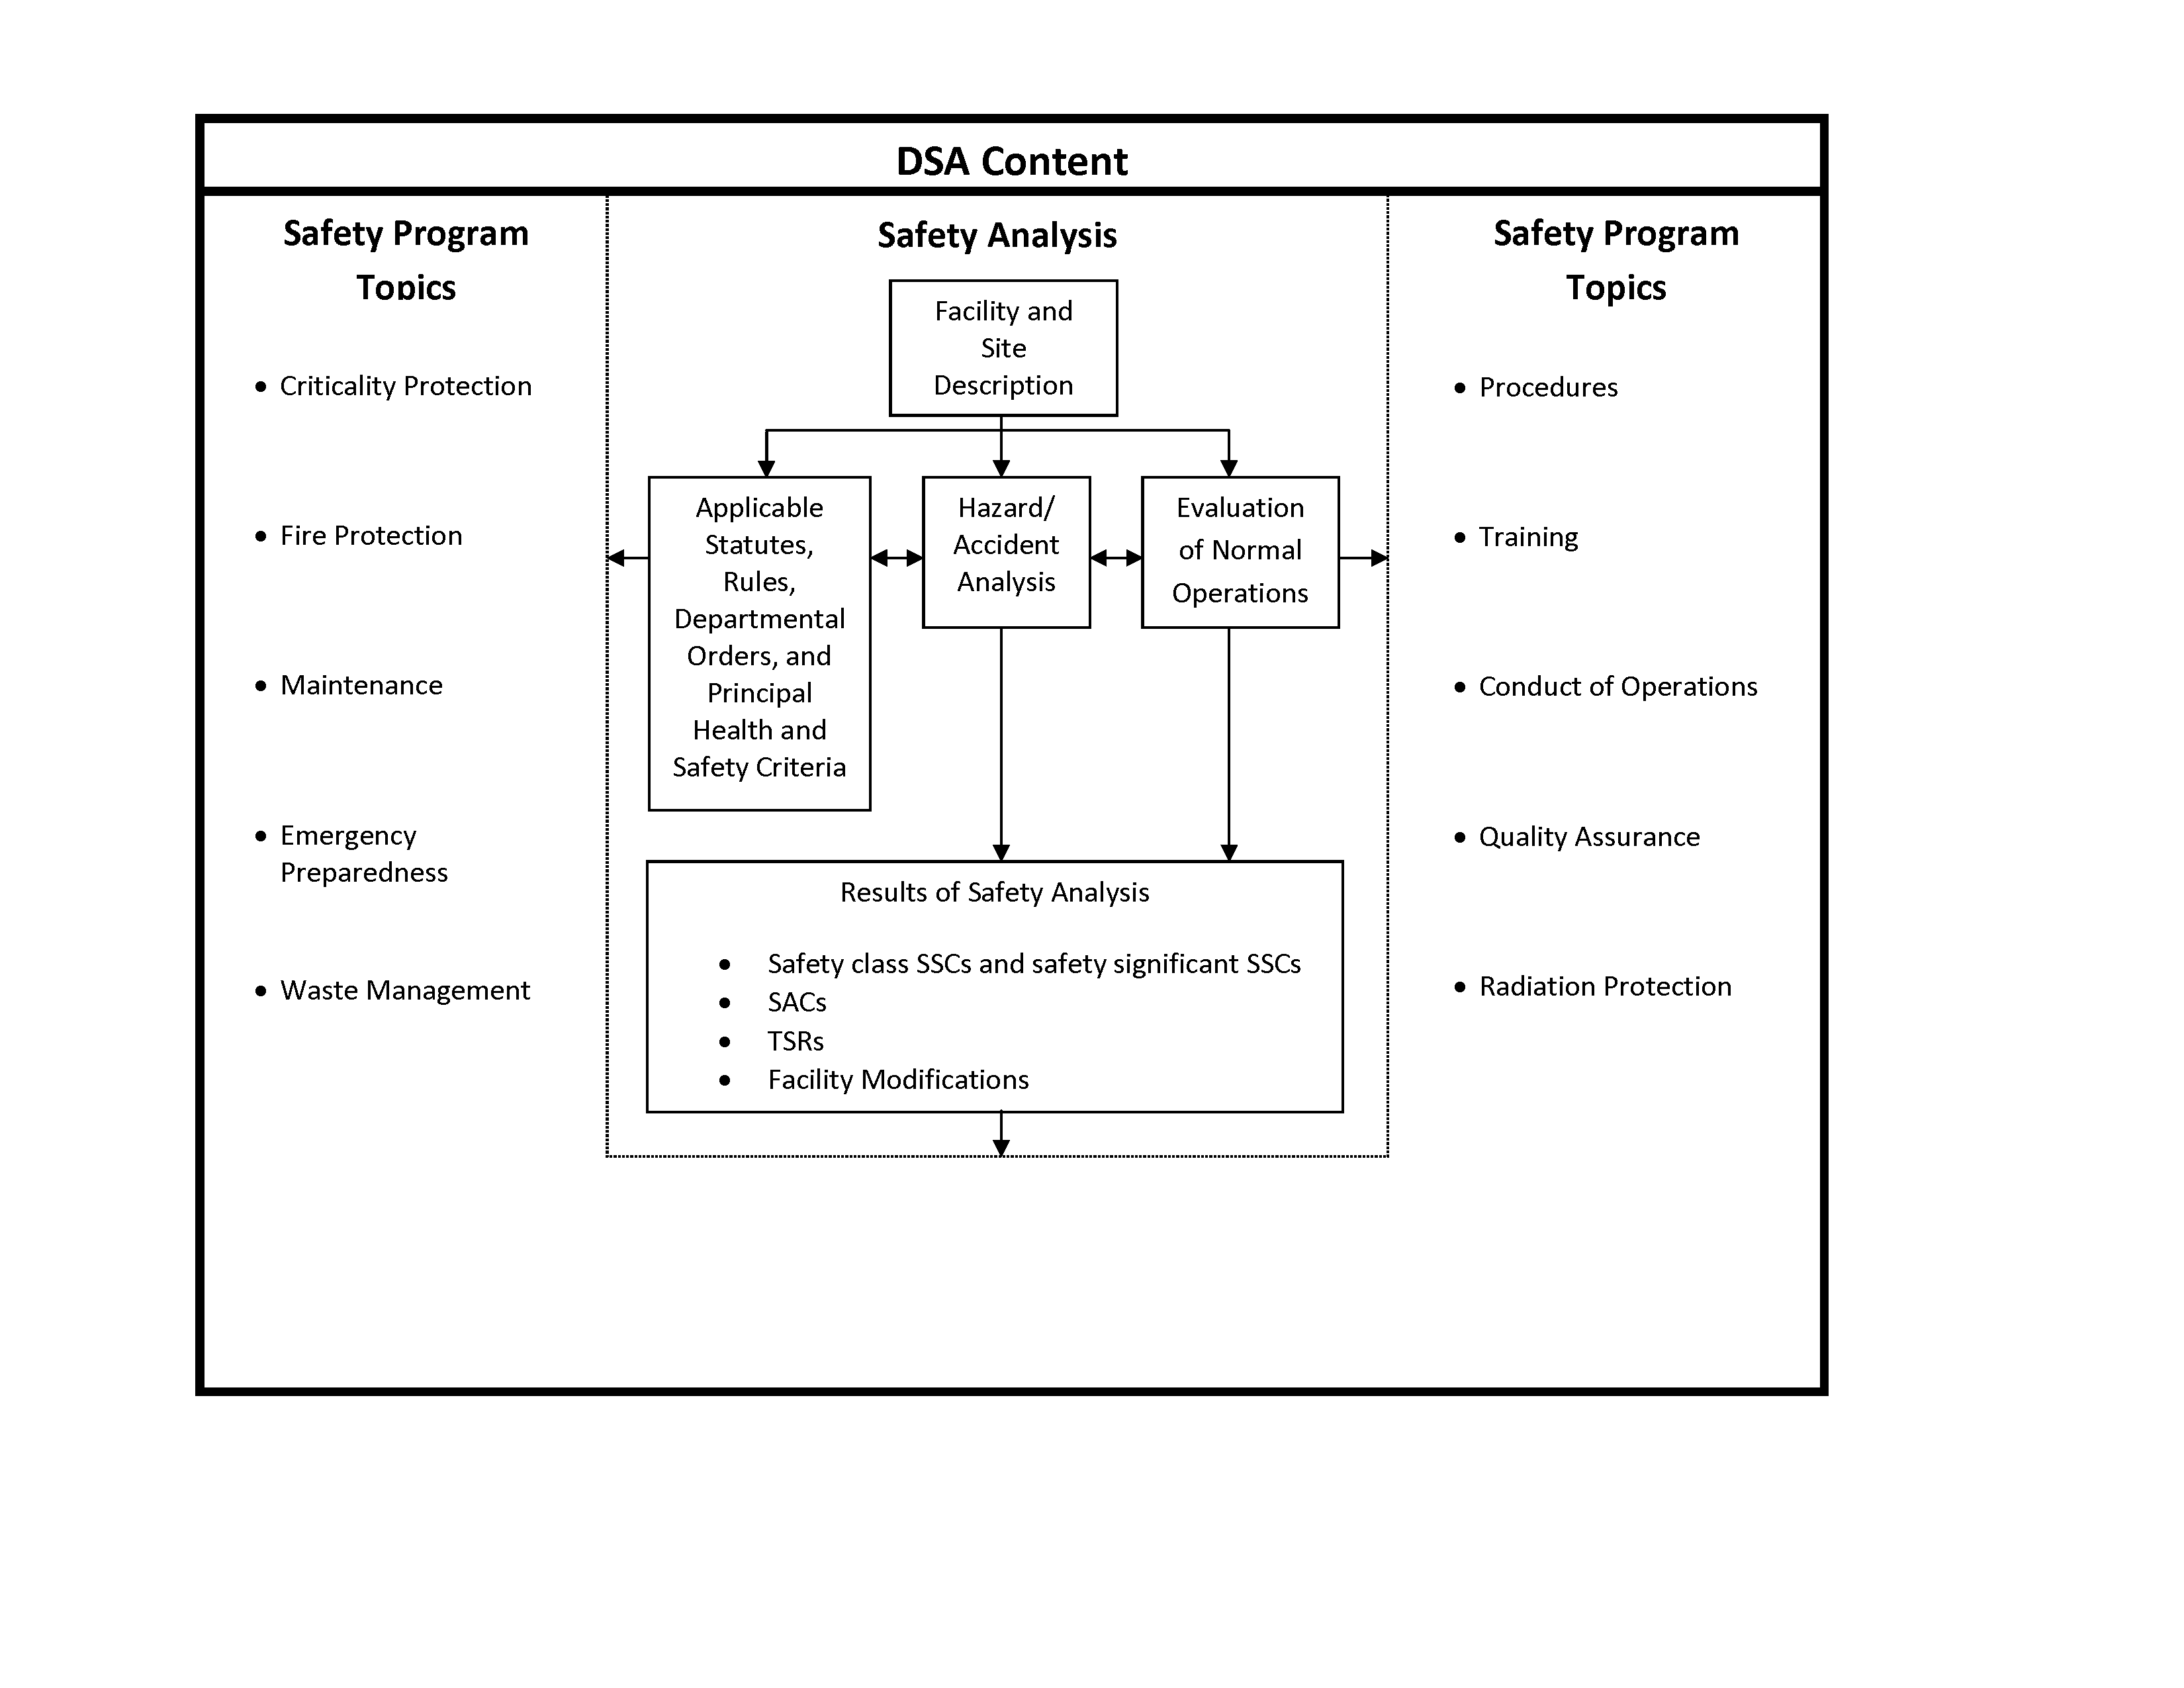 DSA Content
Safety Program
Topics
• Criticality Protection
• Fire Protection
• Maintenance
• Emergency
Preparedness
• Waste Management
Safety Analysis
Facility and
Site
Description
Applicable
Statutes,
Rules,
Departmental
Orders, and
Principal
Health and
Safety Criteria
Hazard/
Accident
Analysis
Evaluation
of Normal
Operations
Results of Safety Analysis
• Safety class SSCs and safety significant SSCs
• SACs
• TSRs
• Facility Modifications
Safety Program
Topics
• Procedures
• Training
• Conduct of Operations
• Quality Assurance
• Radiation Protection